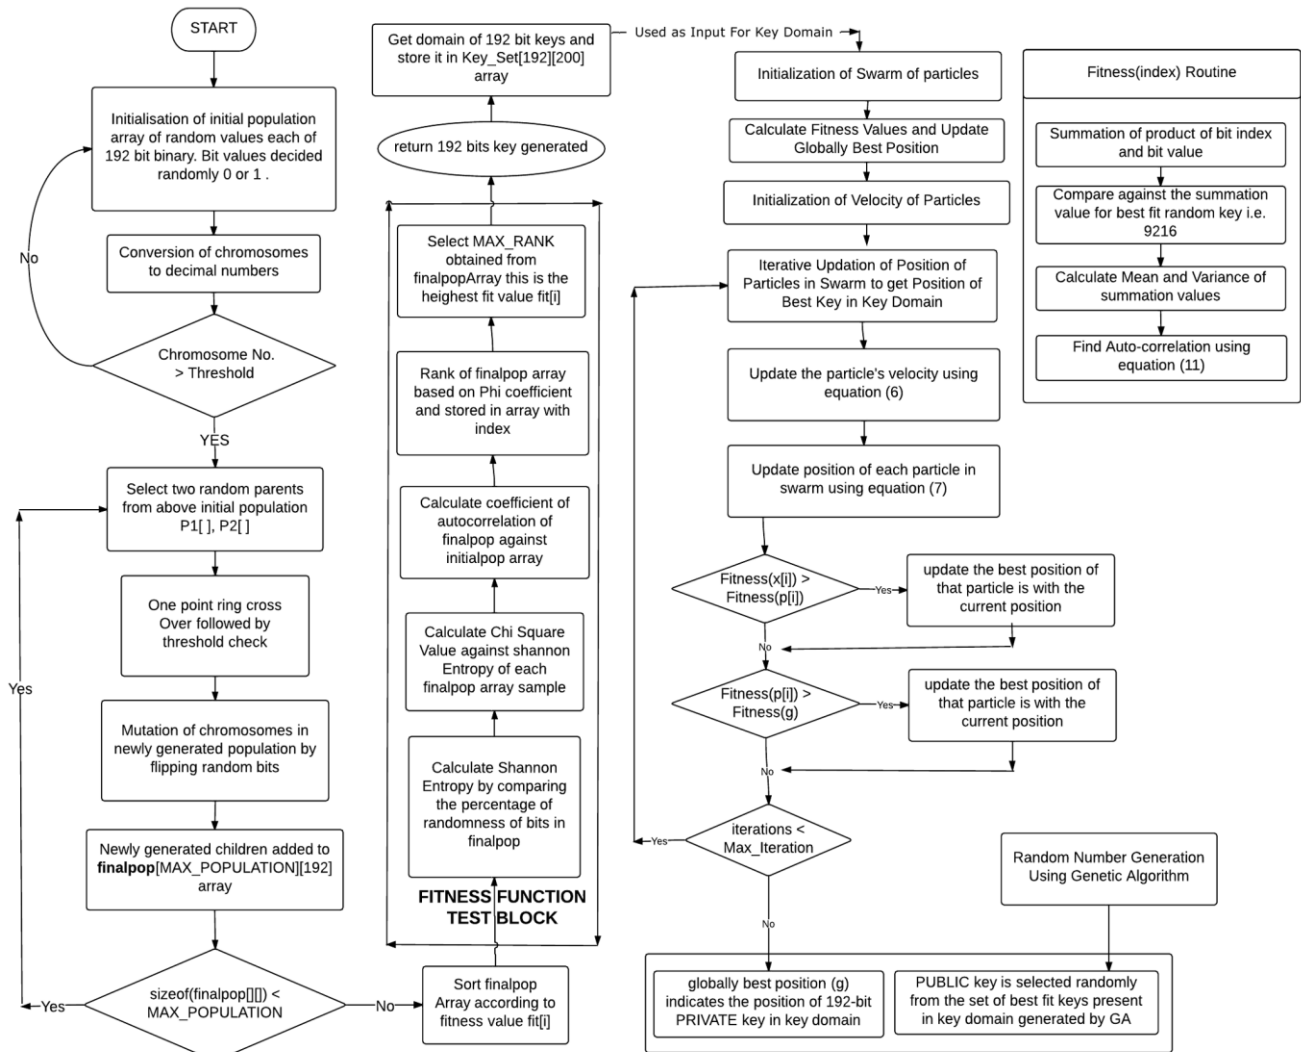 START
Initialisation of initial population
array of random values each of
192 bit binary. Bit values decided
randomly 0 or 1 .
No
Conversion of chromosomes
to decimal numbers
Chromosome No.
> Threshold
YES
Select two random parents
from above initial population
P1[ ], P2[ ]
One point ring cross
Over followed by
threshold check
Yes
Mutation of chromosomes in
newly generated population by
flipping random bits
Newly generated children added to
finalpop[MAX_POPULATION][192]
array
sizeof(finalpop[][]) <
MAX_POPULATION
Yes
No
Sort finalpop
Array according to
fitness value fit[i]
FITNESS FUNCTION
TEST BLOCK
Calculate Shannon
Entropy by comparing
the percentage of
randomness of bits in
finalpop
Calculate Chi Square
Value against shannon
Entropy of each
finalpop array sample
Calculate coefficient of
autocorrelation of
finalpop against
initialpop array
Rank of finalpop array
based on Phi coefficient
and stored in array with
index
Select MAX_RANK
obtained from
finalpopArray this is the
heighest fit value fit[i]
return 192 bits key generated
Get domain of 192 bit keys and
store it in Key_Set[192][200]
array
Used as Input For Key Domain
Initialization of Swarm of particles
Calculate Fitness Values and Update
Globally Best Position
Initialization of Velocity of Particles
Iterative Updation of Position of
Particles in Swarm to get Position of
Best Key in Key Domain
Update the particle's velocity using
equation (6)
Update position of each particle in
swarm using equation (7)
Fitness(x[i]) >
Fitness(p[i])
Yes
update the best position of
that particle is with the
current position
No
Fitness(p[i]) >
Fitness(g)
Yes
update the best position of
that particle is with the
current position
No
iterations <
Max_Iteration
Yes
No
globally best position (g)
indicates the position of 192-bit
PRIVATE key in key domain
Random Number Generation
Using Genetic Algorithm
PUBLIC key is selected randomly
from the set of best fit keys present
in key domain generated by GA
Fitness(index) Routine
Summation of product of bit index
and bit value
Compare against the summation
value for best fit random key i.e.
9216
Calculate Mean and Variance of
summation values
Find Auto-correlation using
equation (11)